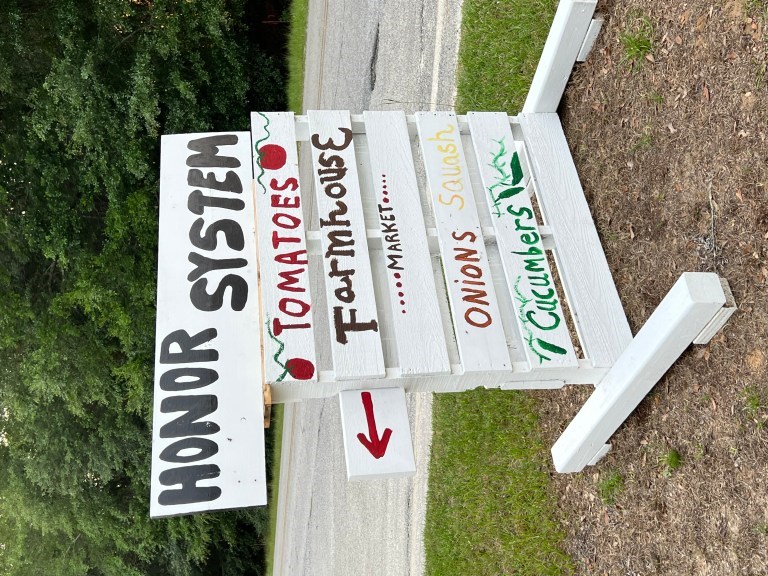 HONOR SYSTEM
TOMATOES
Farmhouse
.....MARKET.....
ONIONS Squash
Cucumbers